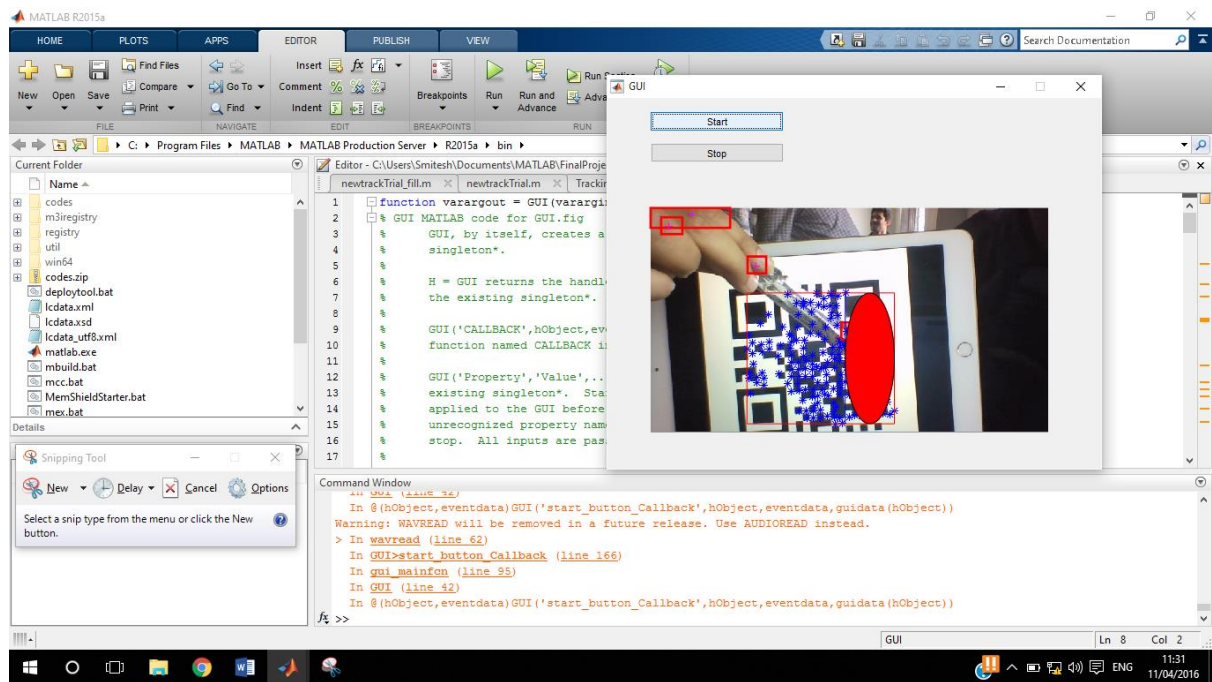 MATLAB R2015a
HOME PLOTS APPS EDITOR PUBLISH VIEW
Search Documentation
New Open Save
Find Files
Compare
Print
Go To
Find
Insert
Comment
Indent
Breakpoints
Run
Run and Advance
FILE NAVIGATE EDIT BREAKPOINTS RUN
C: Program Files MATLAB MATLAB Production Server R2015a bin
Current Folder
Name
codes
m3iregistry
registry
util
win64
codes.zip
deploytool.bat
lcdata.xml
lcdata.xsd
lcdata_utf8.xml
matlab.exe
mbuild.bat
mcc.bat
MemShieldStarter.bat
mex.bat
Details
Editor - C:\Users\Smitesh\Documents\MATLAB\FinalProje
newtrackTrial_fill.m newtrackTrial.m Trackin
1 function varargout = GUI(varargi
2 % GUI MATLAB code for GUI.fig
3 % GUI, by itself, creates a
4 % singleton*.
5 %
6 % H = GUI returns the handl
7 % the existing singleton*.
8 %
9 % GUI('CALLBACK',hObject,ev
10 % function named CALLBACK i
11 %
12 % GUI('Property','Value',..
13 % existing singleton*. Sta
14 % applied to the GUI before
15 % unrecognized property nam
16 % stop. All inputs are pas
17 %
GUI
Start
Stop
Snipping Tool
New Delay Cancel Options
Select a snip type from the menu or click the New
button.
Command Window
In GUI (line 42)
In @(hObject,eventdata)GUI('start_button_Callback',hObject,eventdata,guidata(hObject))
Warning: WAVREAD will be removed in a future release. Use AUDIOREAD instead.
> In wavread (line 62)
In GUI>start_button_Callback (line 166)
In gui_mainfcn (line 95)
In GUI (line 42)
In @(hObject,eventdata)GUI('start_button_Callback',hObject,eventdata,guidata(hObject))
fx >>
GUI Ln 8 Col 2
ENG
11:31
11/04/2016